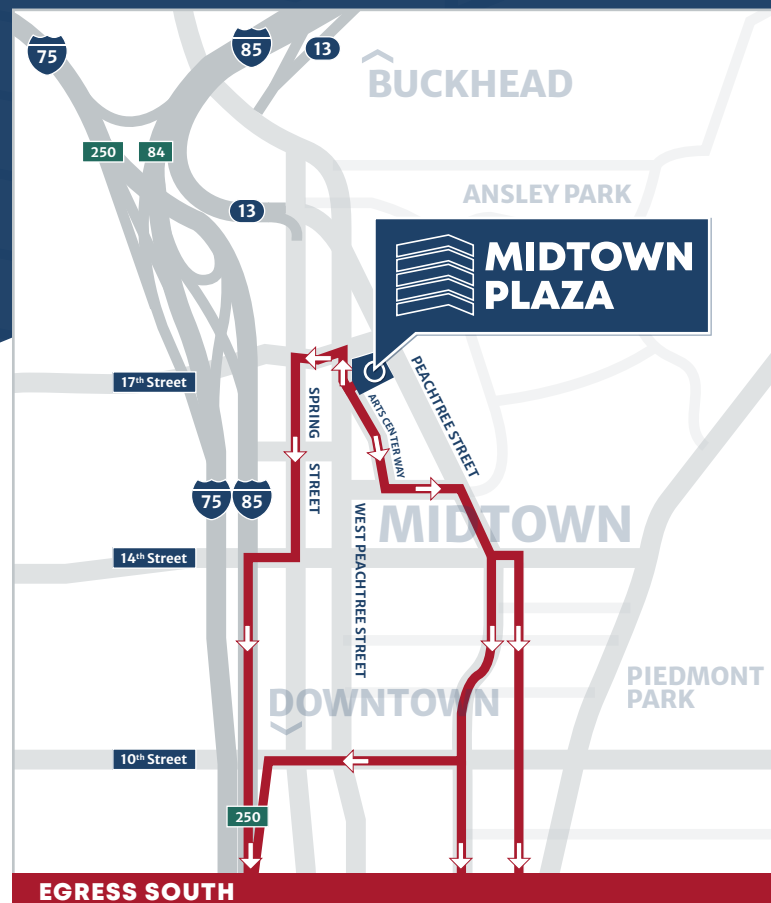 75
85
13
BUCKHEAD
250
84
ANSLEY PARK
13
MIDTOWN
PLAZA
17th Street
SPRING STREET
ARTS CENTER WAY
PEACHTREE STREET
75
85
WEST PEACHTREE STREET
MIDTOWN
14th Street
PIEDMONT
PARK
DOWNTOWN
10th Street
250
EGRESS SOUTH